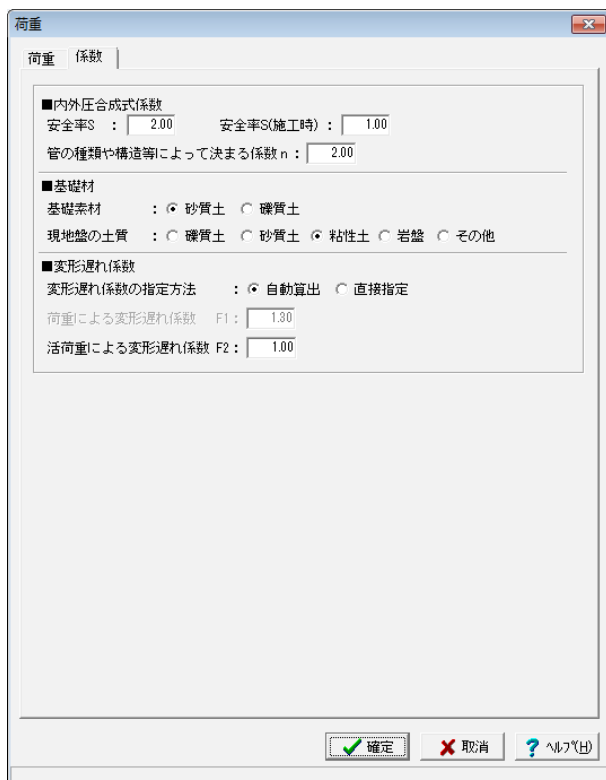 荷重
荷重 係数
■内外圧合成式係数
安全率S : 2.00 安全率S(施工時) : 1.00
管の種類や構造等によって決まる係数n : 2.00
■基礎材
基礎素材 : 砂質土 礫質土
現地盤の土質 : 礫質土 砂質土 粘性土 岩盤 その他
■変形遅れ係数
変形遅れ係数の指定方法 : 自動算出 直接指定
荷重による変形遅れ係数 F1 : 1.30
活荷重による変形遅れ係数 F2 : 1.00
確定 取消 ? ヘルプ(H)